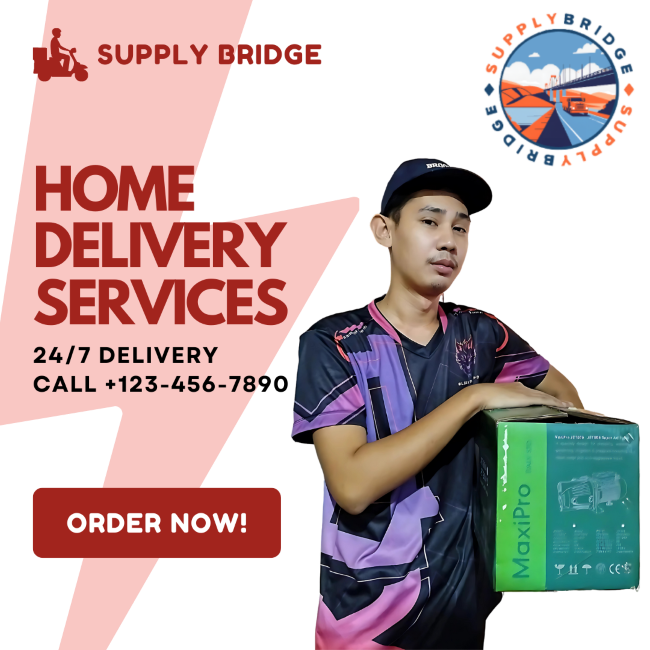 SUPPLY BRIDGE
SUPPLYBRIDGE
SUPPLYBRIDGE
HOME
DELIVERY
SERVICES
24/7 DELIVERY
CALL +123-456-7890
ORDER NOW!
MaxiPro